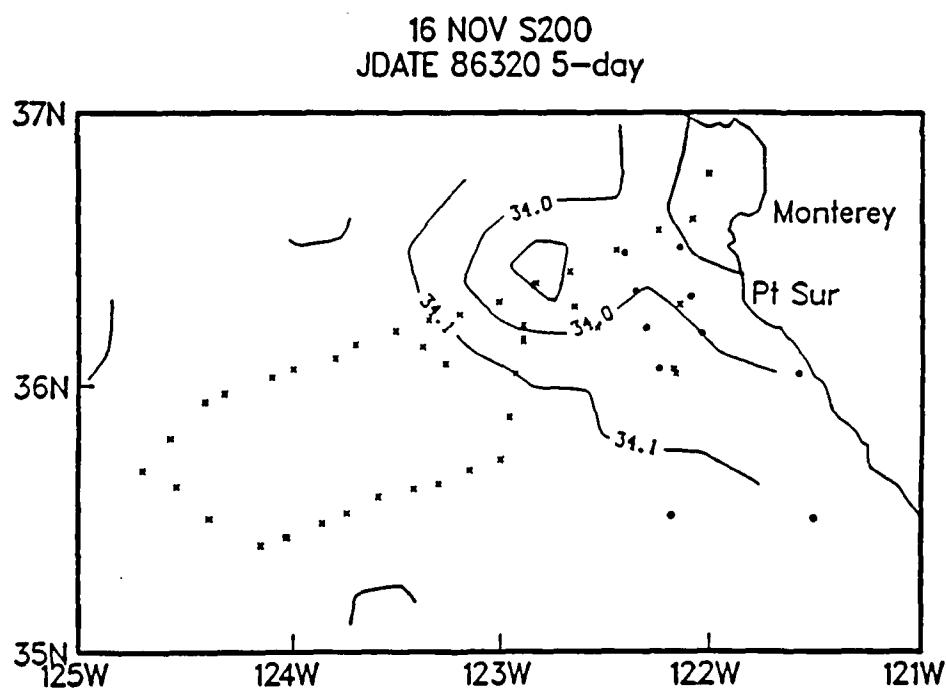 16 NOV S200
JDATE 86320 5-day
37N
34.0
Monterey
34.1
34.0
Pt Sur
36N
34.1
35N
125W
124W
123W
122W
121W